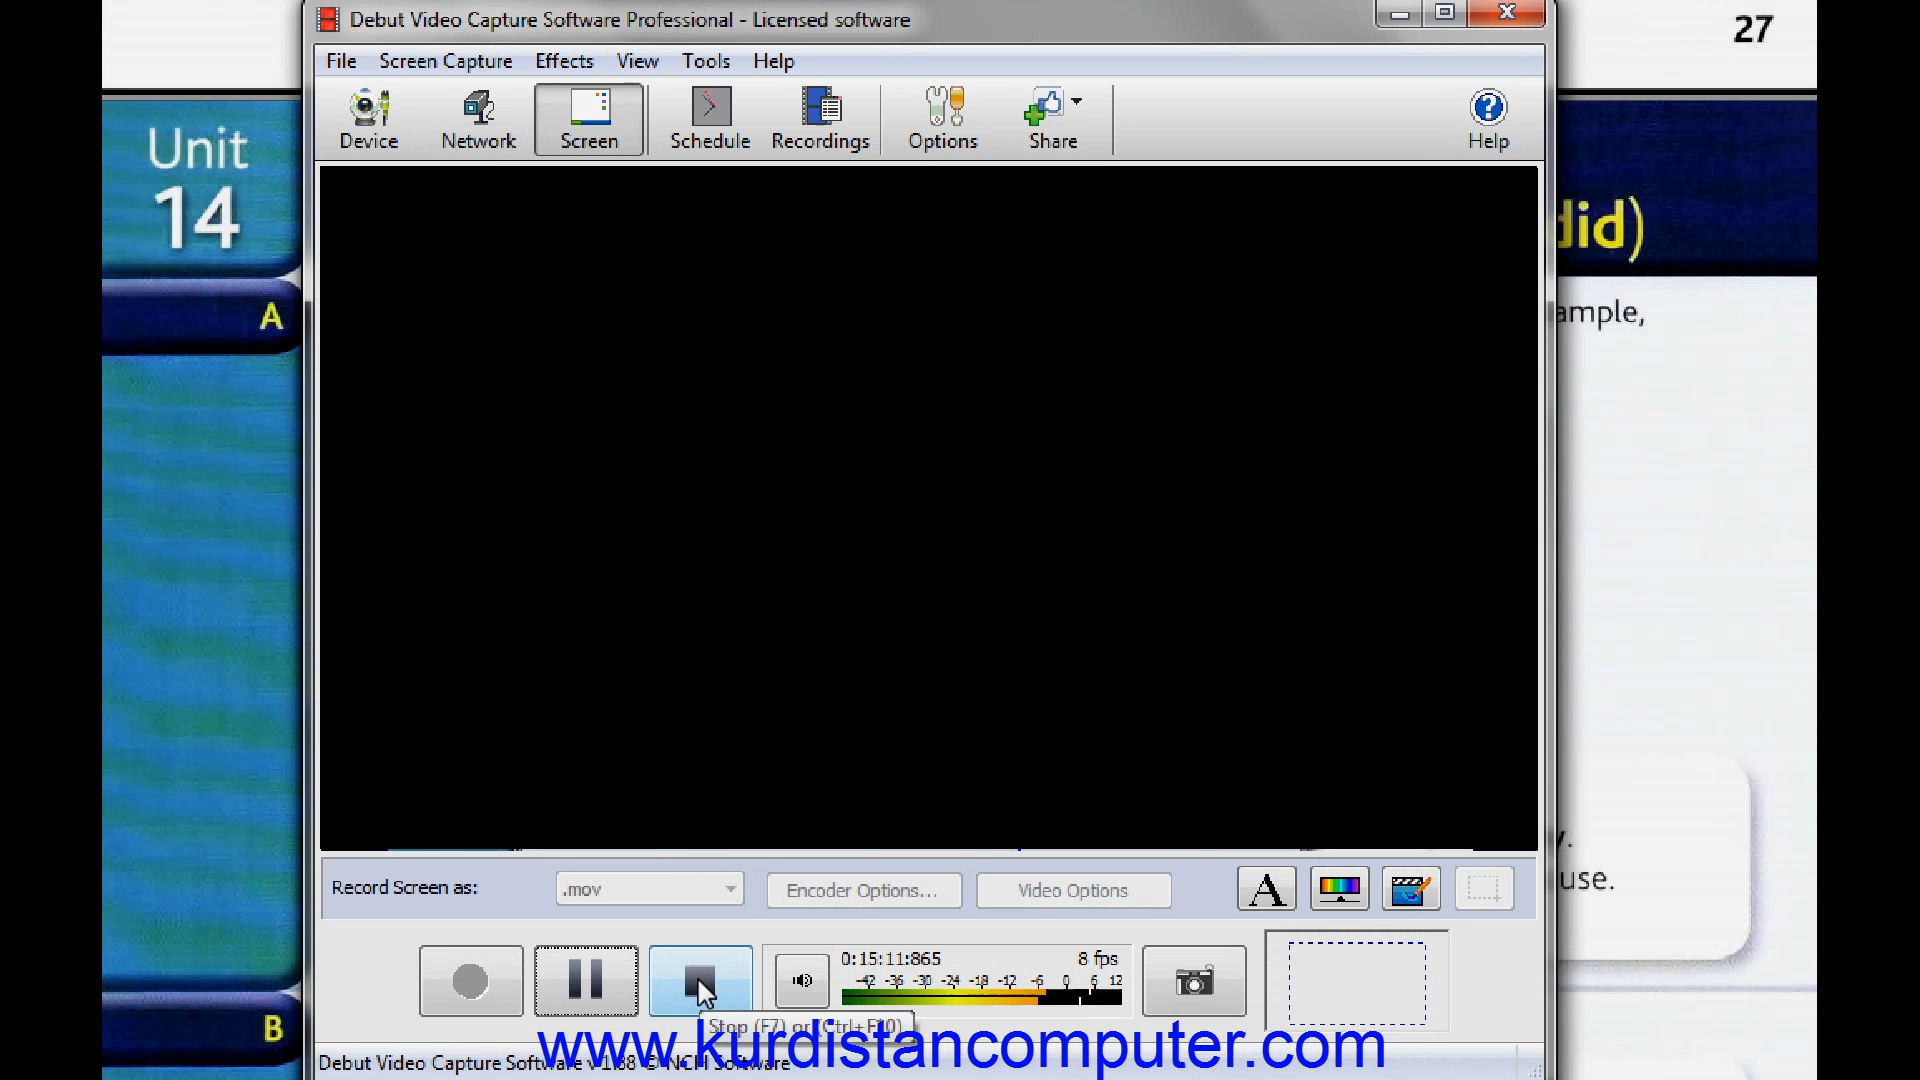 27
Debut Video Capture Software Professional - Licensed software
File Screen Capture Effects View Tools Help
Device Network Screen Schedule Recordings Options Share Help
Unit
14
did)
A
ample,
Record Screen as: .mov Encoder Options... Video Options A
use.
0:15:11:865 8 fps
-42 -36 -30 -24 -18 -12 -6 0 6 12
Stop (F7) or (Ctrl+F10)
B
www.kurdistancomputer.com
Debut Video Capture Software v 1.88 © NCH Software